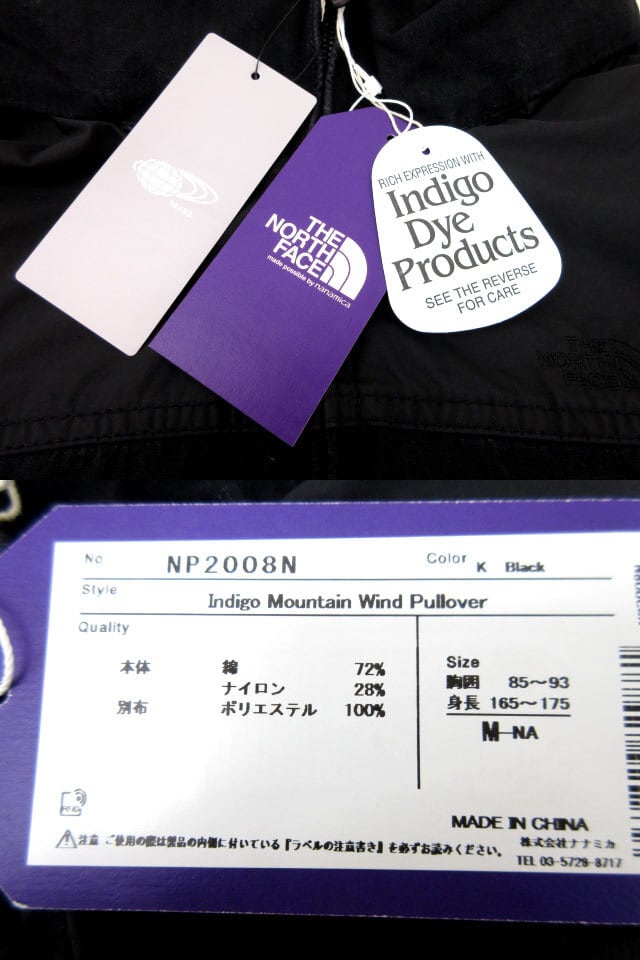 THE
NORTH
FACE
made possible by nanamica
RICH EXPRESSION WITH
Indigo
Dye
Products
SEE THE REVERSE
FOR CARE
THE
NORTH
FACE
No NP2008N Color K Black
Style Indigo Mountain Wind Pullover
Quality
本体 綿 72%
ナイロン 28%
別布 ポリエステル 100%
Size
胸囲 85〜93
身長 165〜175
M-NA
RFID
MADE IN CHINA
注意 ご使用の際は製品の内側に付いている『ラベルの注意書き』を必ずお読みください。
株式会社ナナミカ
TEL 03-5728-8717